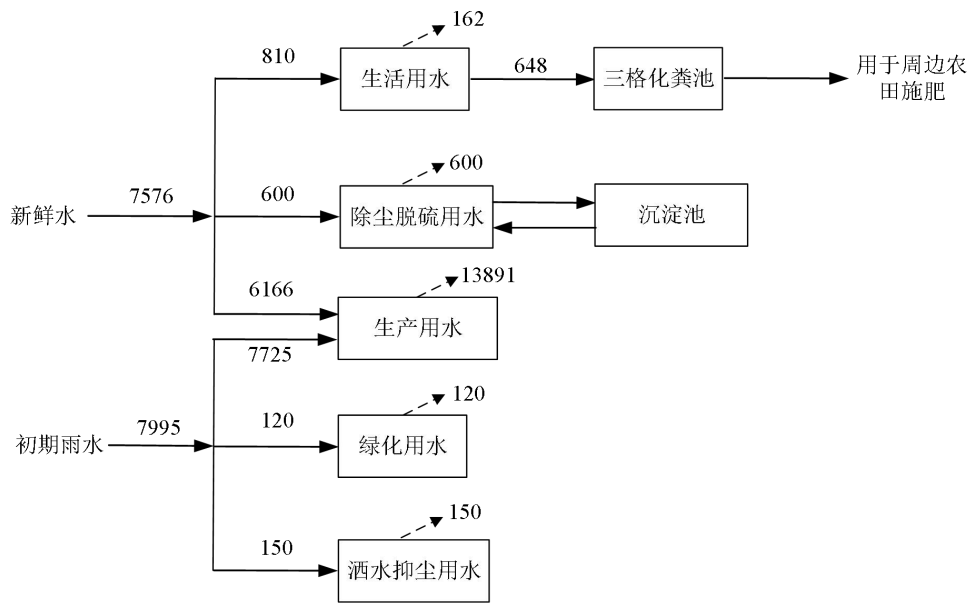 162
810
生活用水
648
三格化粪池
用于周边农
田施肥
600
7576
600
新鲜水
除尘脱硫用水
沉淀池
13891
6166
生产用水
7725
120
7995
120
初期雨水
绿化用水
150
150
洒水抑尘用水